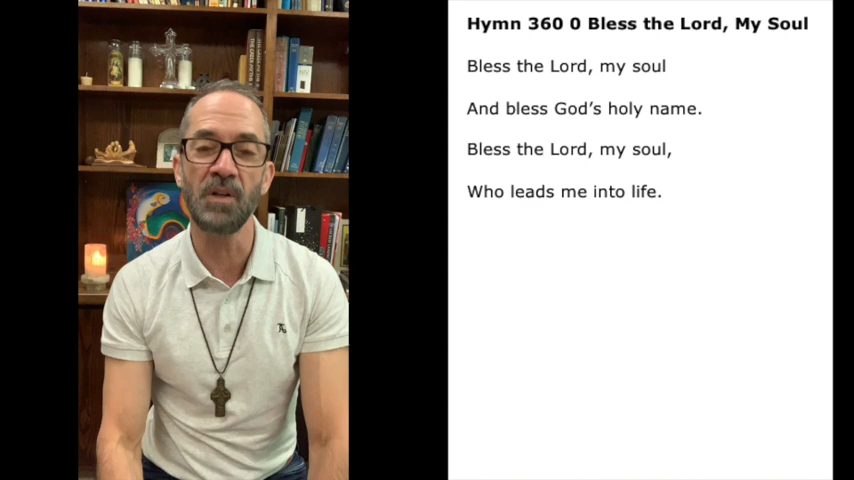 Hymn 360 0 Bless the Lord, My Soul
Bless the Lord, my soul
And bless God's holy name.
Bless the Lord, my soul,
Who leads me into life.